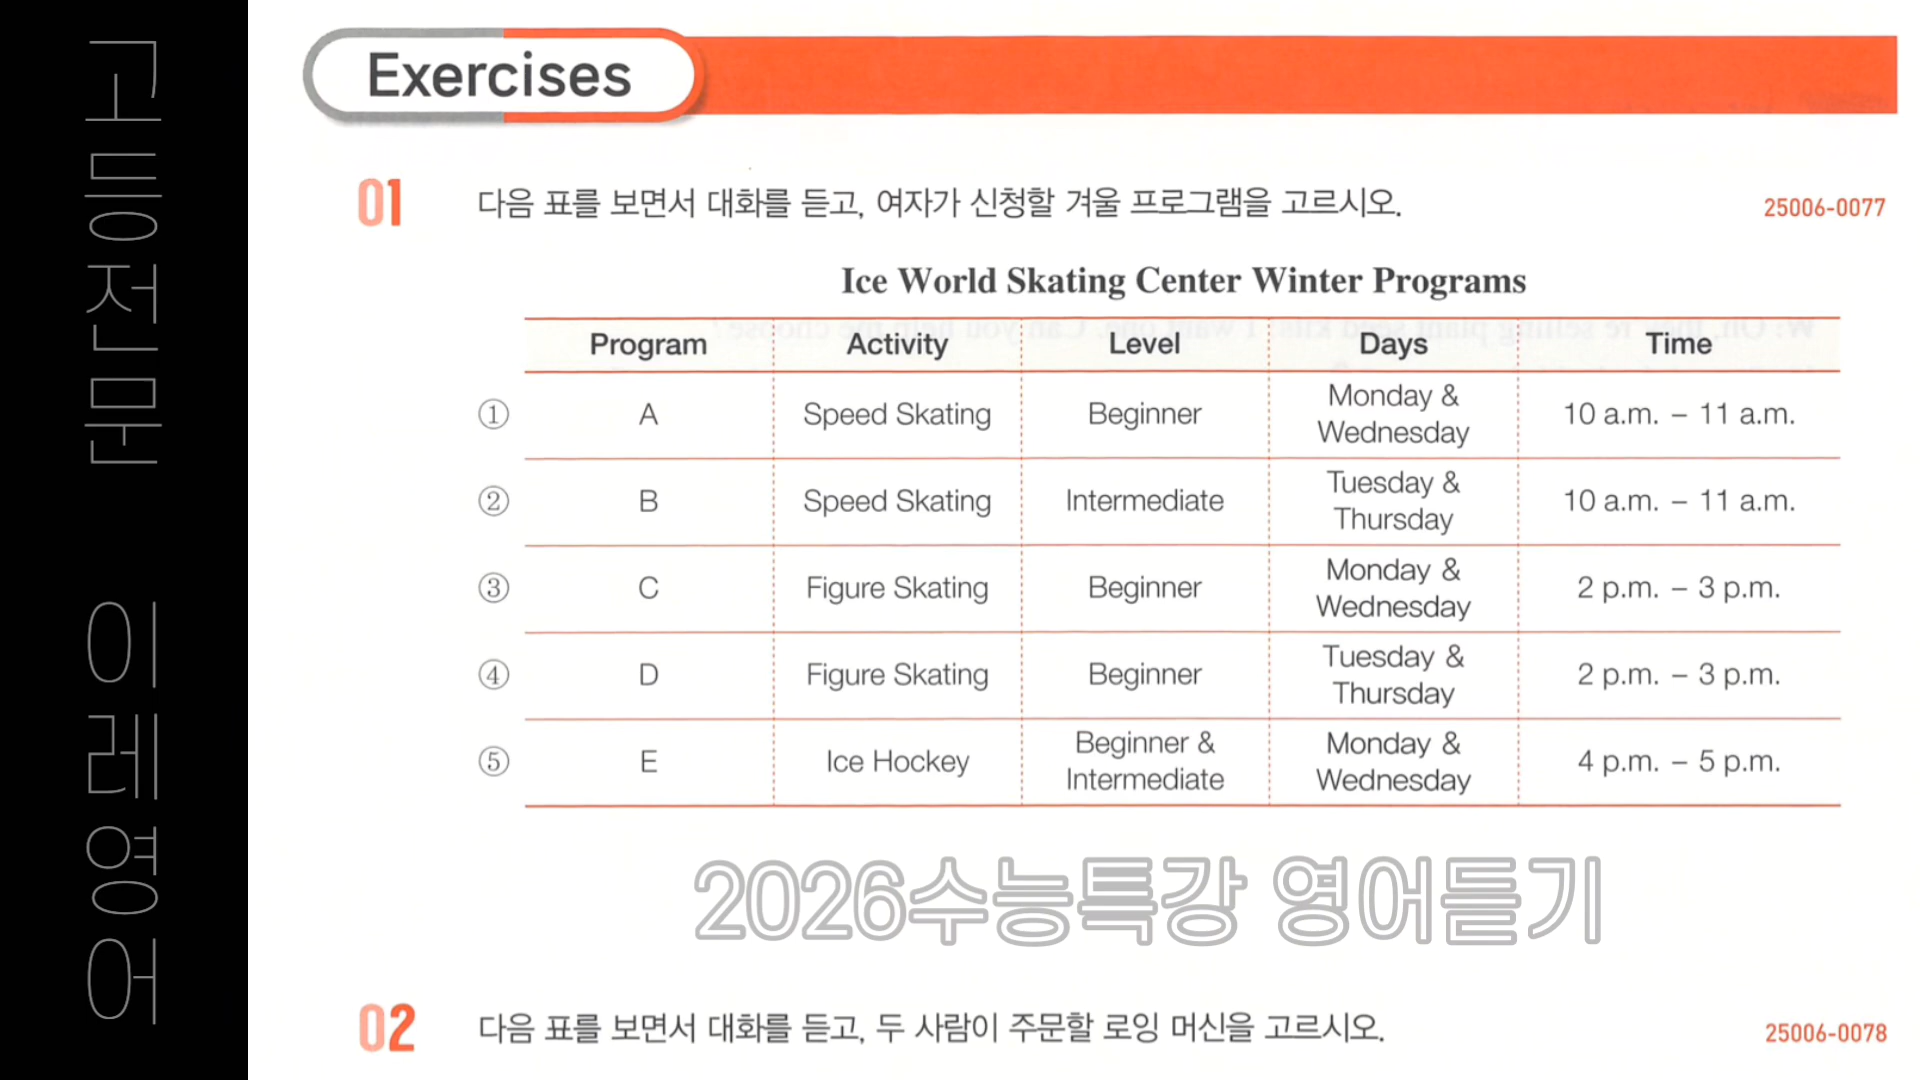 고등전문 이레영어
Exercises
01 다음 표를 보면서 대화를 듣고, 여자가 신청할 겨울 프로그램을 고르시오. 25006-0077
Ice World Skating Center Winter Programs
Program Activity Level Days Time
① A Speed Skating Beginner Monday & Wednesday 10 a.m. – 11 a.m.
② B Speed Skating Intermediate Tuesday & Thursday 10 a.m. – 11 a.m.
③ C Figure Skating Beginner Monday & Wednesday 2 p.m. – 3 p.m.
④ D Figure Skating Beginner Tuesday & Thursday 2 p.m. – 3 p.m.
⑤ E Ice Hockey Beginner & Intermediate Monday & Wednesday 4 p.m. – 5 p.m.
2026수능특강 영어듣기
02 다음 표를 보면서 대화를 듣고, 두 사람이 주문할 로잉 머신을 고르시오. 25006-0078